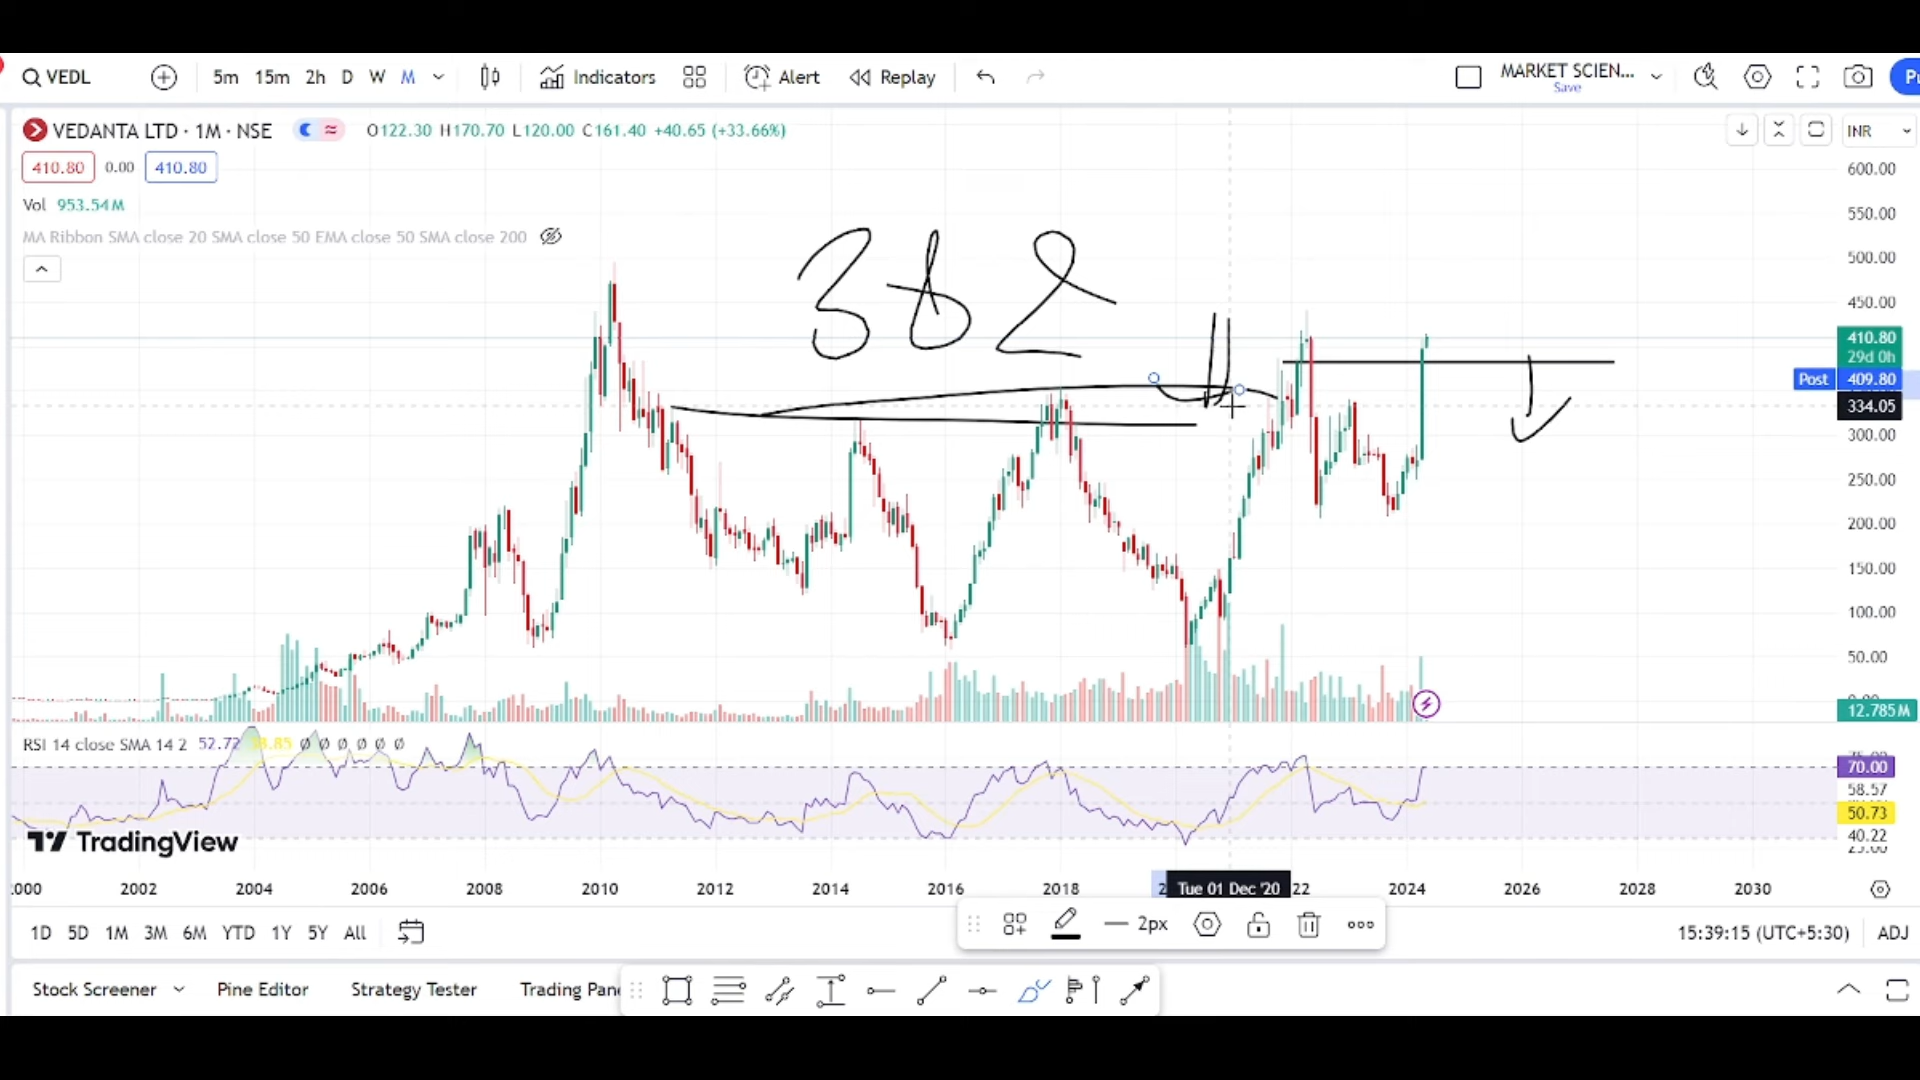 VEDL 5m 15m 2h D W M Indicators Alert Replay MARKET SCIEN...
Save
VEDANTA LTD · 1M · NSE O122.30 H170.70 L120.00 C161.40 +40.65 (+33.66%) INR
410.80 0.00 410.80
600.00
Vol 953.54M
550.00
MA Ribbon SMA close 20 SMA close 50 EMA close 50 SMA close 200
500.00
382
450.00
410.80
29d 0h
Post 409.80
334.05
300.00
250.00
200.00
150.00
100.00
50.00
12.785M
RSI 14 close SMA 14 2 52.72 Ø Ø Ø Ø Ø Ø
70.00
58.57
50.73
40.22
TradingView
2002 2004 2006 2008 2010 2012 2014 2016 2018 Tue 01 Dec '20 22 2024 2026 2028 2030
2px
1D 5D 1M 3M 6M YTD 1Y 5Y All 15:39:15 (UTC+5:30) ADJ
Stock Screener Pine Editor Strategy Tester Trading Pane